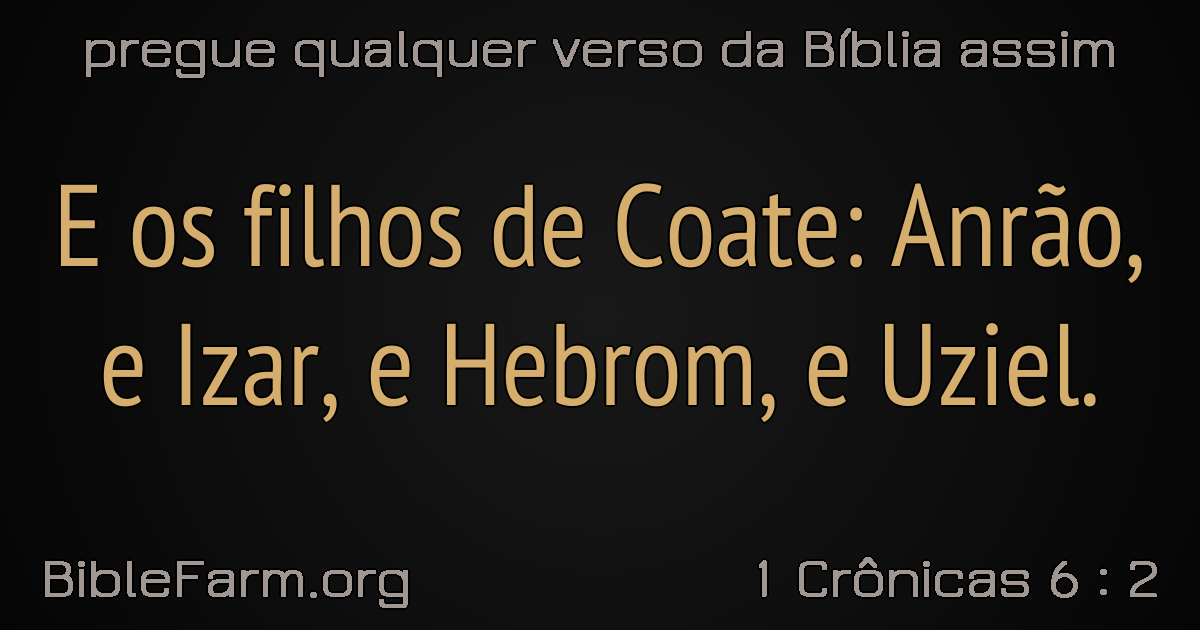 pregue qualquer verso da Bíblia assim
E os filhos de Coate: Anrão,
e Izar, e Hebrom, e Uziel.
BibleFarm.org
1 Crônicas 6 : 2